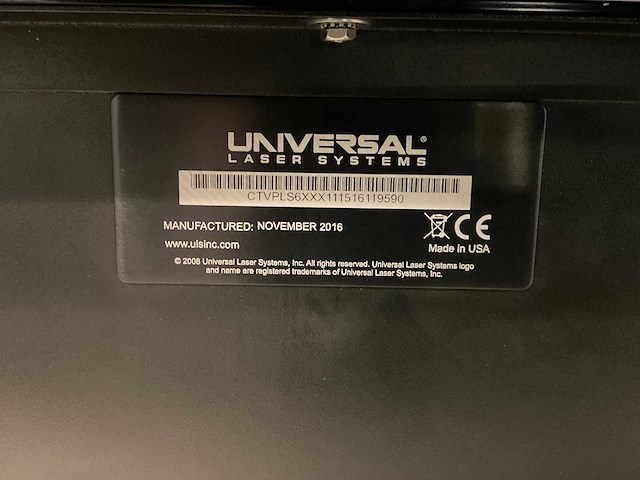 UNIVERSAL®
LASER SYSTEMS
CTVPLS6XXX111516119590
MANUFACTURED: NOVEMBER 2016
CE
www.ulsinc.com
Made in USA
© 2008 Universal Laser Systems, Inc. All rights reserved. Universal Laser Systems logo
and name are registered trademarks of Universal Laser Systems, Inc.